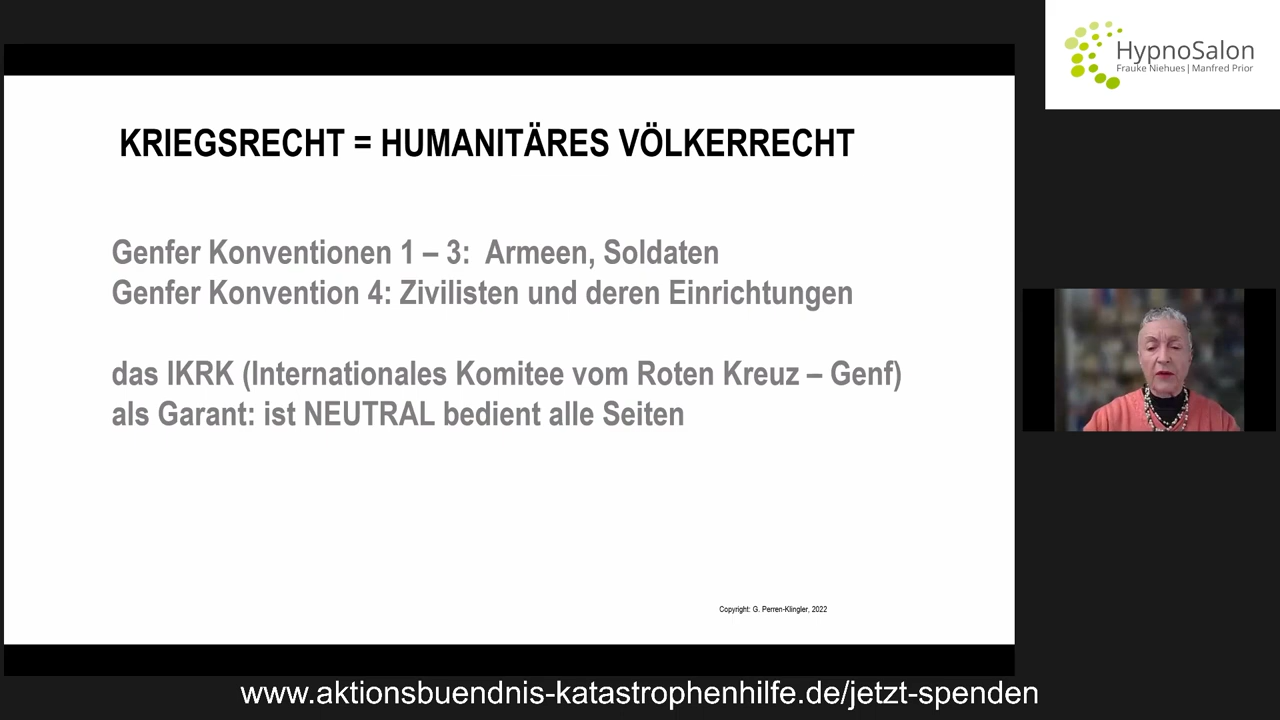 HypnoSalon
Frauke Niehues | Manfred Prior
KRIEGSRECHT = HUMANITÄRES VÖLKERRECHT
Genfer Konventionen 1 – 3: Armeen, Soldaten
Genfer Konvention 4: Zivilisten und deren Einrichtungen
das IKRK (Internationales Komitee vom Roten Kreuz – Genf)
als Garant: ist NEUTRAL bedient alle Seiten
Copyright: G. Perren-Klingler, 2022
www.aktionsbuendnis-katastrophenhilfe.de/jetzt-spenden